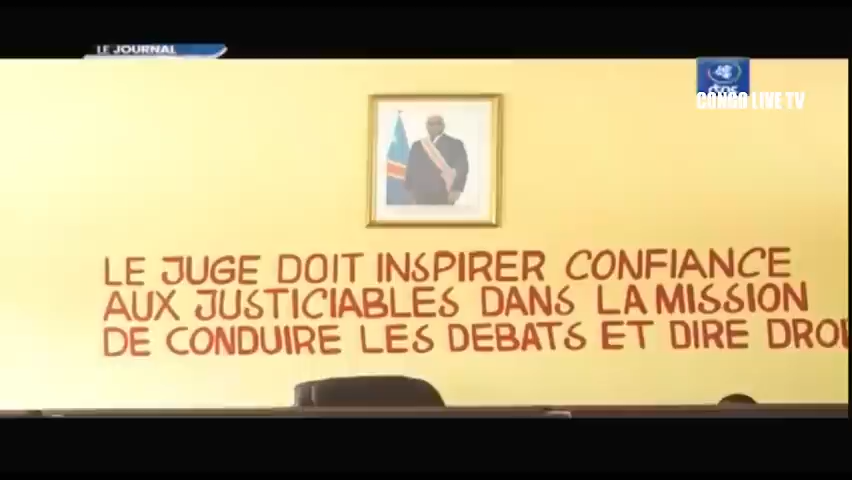 LE JOURNAL
CONGO LIVE TV
LE JUGE DOIT INSPIRER CONFIANCE
AUX JUSTICIABLES DANS LA MISSION
DE CONDUIRE LES DEBATS ET DIRE DROI